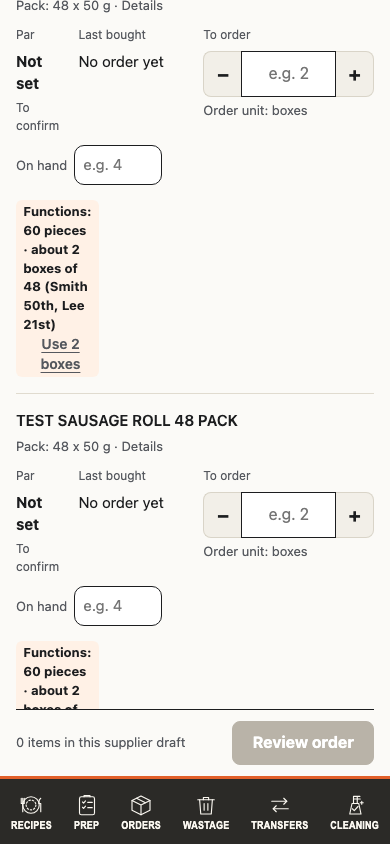 Pack: 48 x 50 g · Details
Par Last bought To order
Not set No order yet − e.g. 2 +
To confirm Order unit: boxes
On hand e.g. 4
Functions:
60 pieces
· about 2
boxes of
48 (Smith
50th, Lee
21st)
Use 2
boxes
TEST SAUSAGE ROLL 48 PACK
Pack: 48 x 50 g · Details
Par Last bought To order
Not set No order yet − e.g. 2 +
To confirm Order unit: boxes
On hand e.g. 4
Functions:
60 pieces
· about 2
boxes of
0 items in this supplier draft Review order
RECIPES PREP ORDERS WASTAGE TRANSFERS CLEANING